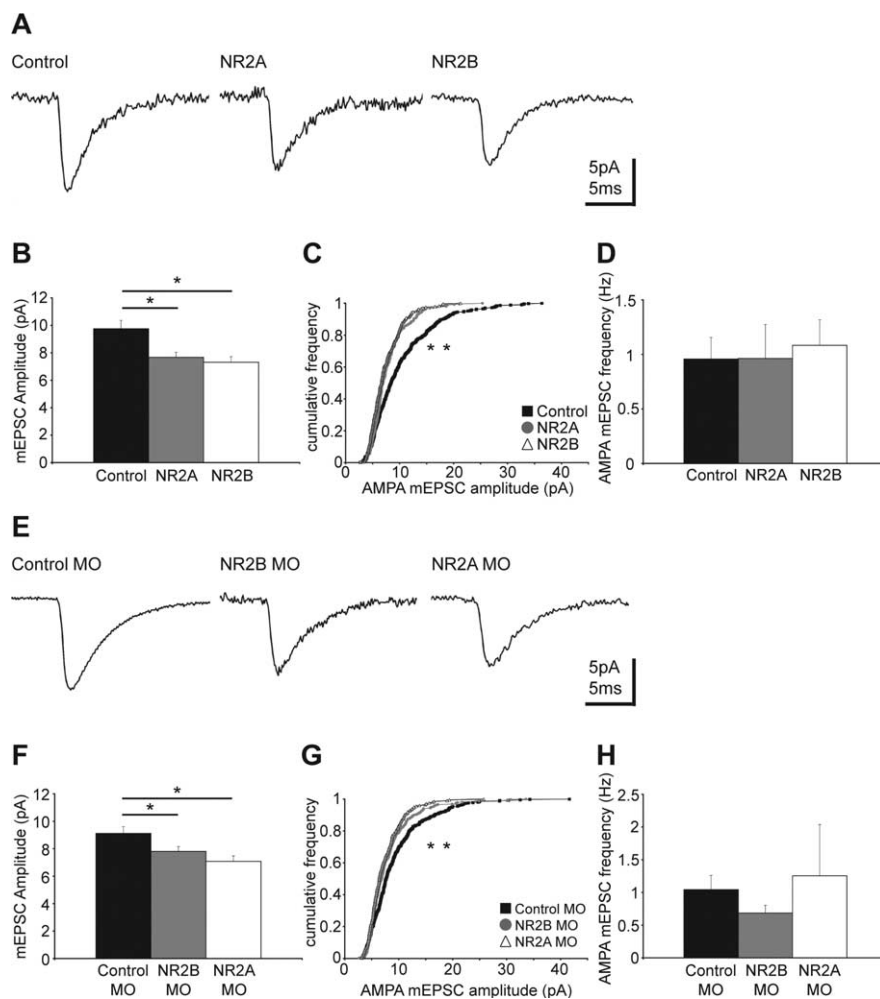 A
Control NR2A NR2B
5pA
5ms
B C D
mEPSC Amplitude (pA)
12
10
8
6
4
2
0
* 
*
Control NR2A NR2B
cumulative frequency
1
0.8
0.6
0.4
0.2
0
* *
Control
NR2A
NR2B
0 10 20 30 40
AMPA mEPSC amplitude (pA)
AMPA mEPSC frequency (Hz)
1.5
1
0.5
0
Control NR2A NR2B
E
Control MO NR2B MO NR2A MO
5pA
5ms
F G H
mEPSC Amplitude (pA)
12
10
8
6
4
2
0
*
*
Control NR2B NR2A
MO MO MO
cumulative frequency
1
0.8
0.6
0.4
0.2
0
* *
Control MO
NR2B MO
NR2A MO
0 10 20 30 40
AMPA mEPSC amplitude (pA)
AMPA mEPSC frequency (Hz)
2.5
2
1.5
1
0.5
0
Control NR2B NR2A
MO MO MO